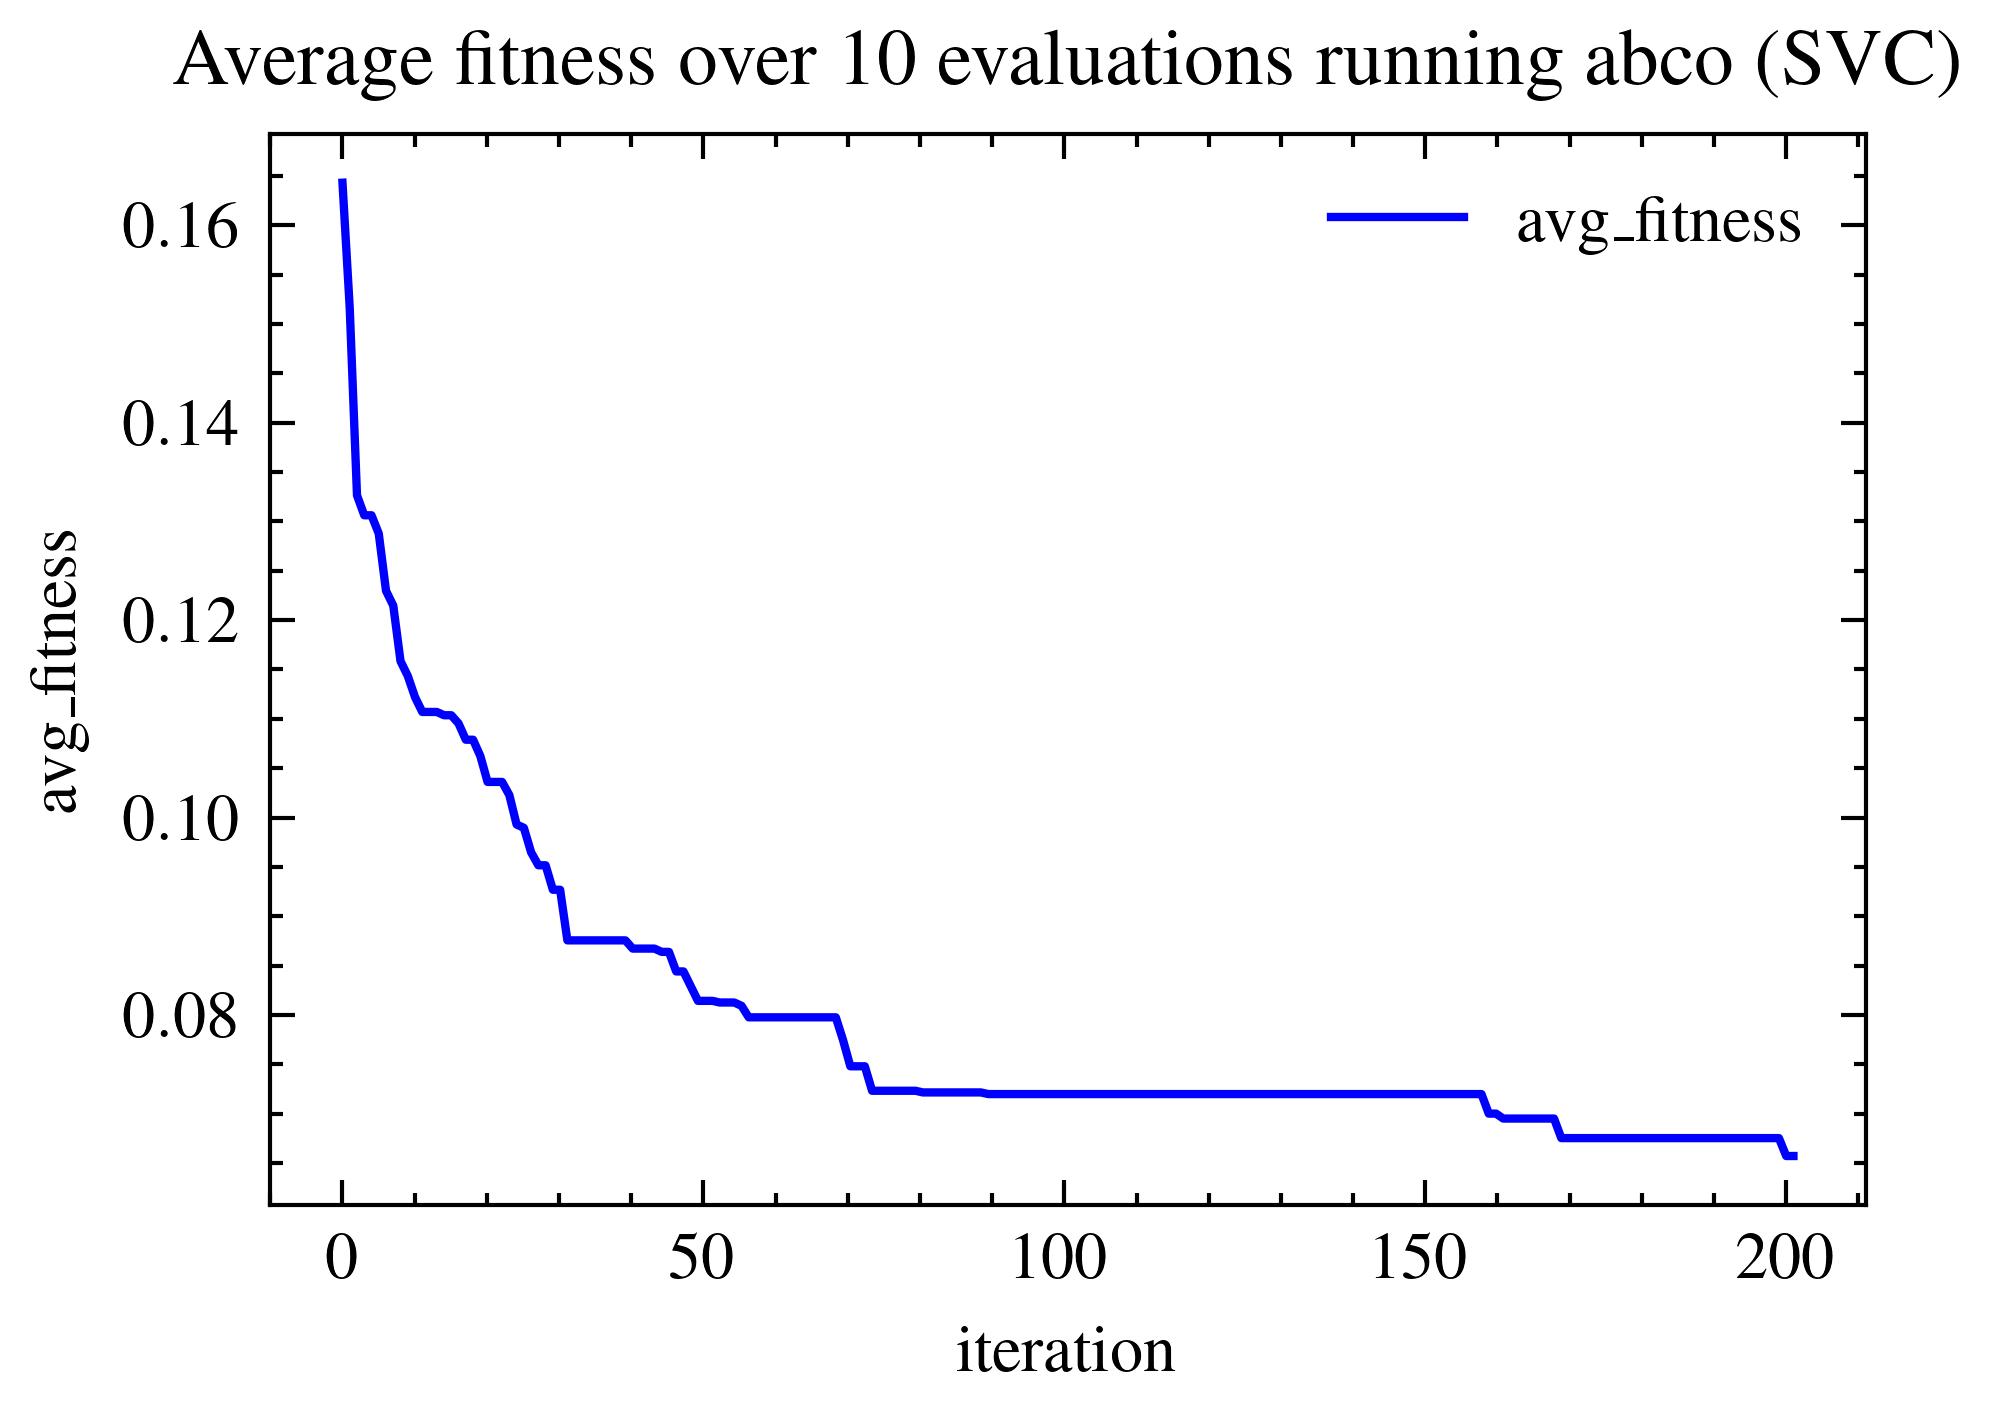 Average fitness over 10 evaluations running abco (SVC)
avg_fitness
0.16
0.14
0.12
0.10
0.08
avg_fitness
0 50 100 150 200
iteration